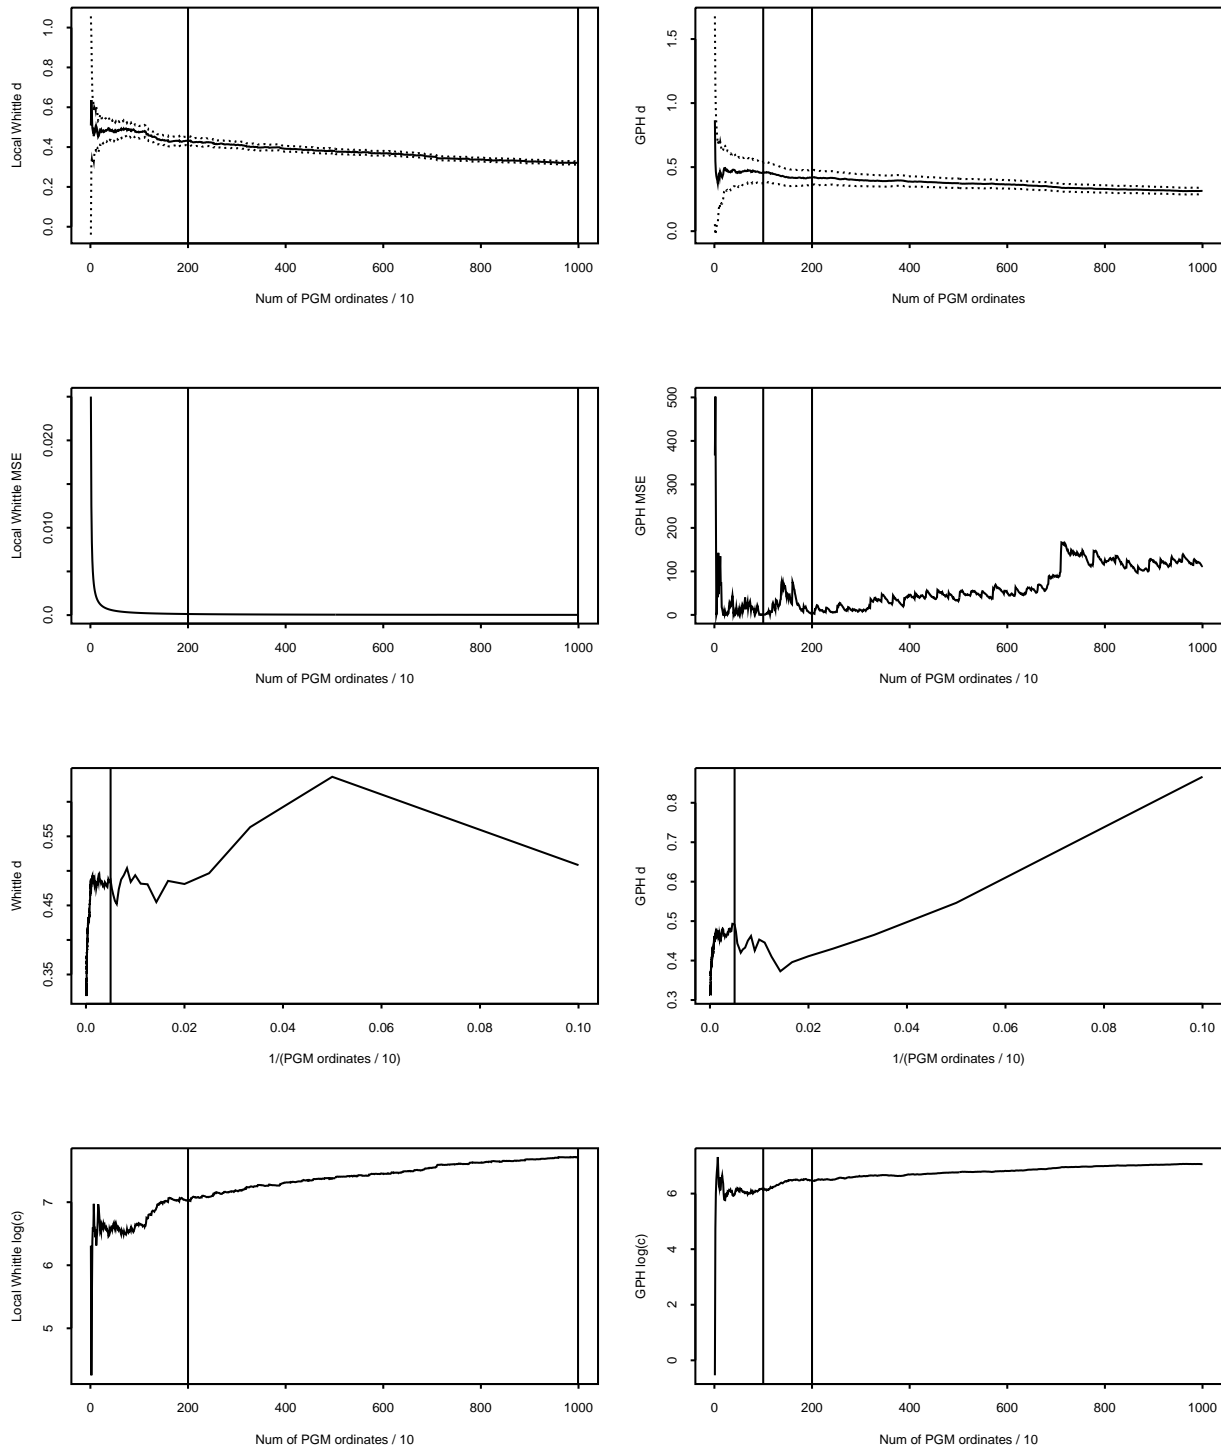 Local Whittle d
0.0 0.2 0.4 0.6 0.8 1.0
0 200 400 600 800 1000
Num of PGM ordinates / 10
GPH d
0.0 0.5 1.0 1.5
0 200 400 600 800 1000
Num of PGM ordinates
Local Whittle MSE
0.0 0.010 0.020
0 200 400 600 800 1000
Num of PGM ordinates / 10
GPH MSE
0 100 200 300 400 500
0 200 400 600 800 1000
Num of PGM ordinates / 10
Whittle d
0.35 0.45 0.55
0.0 0.02 0.04 0.06 0.08 0.10
1/(PGM ordinates / 10)
GPH d
0.3 0.4 0.5 0.6 0.7 0.8
0.0 0.02 0.04 0.06 0.08 0.10
1/(PGM ordinates / 10)
Local Whittle log(c)
5 6 7
0 200 400 600 800 1000
Num of PGM ordinates / 10
GPH log(c)
0 2 4 6
0 200 400 600 800 1000
Num of PGM ordinates / 10